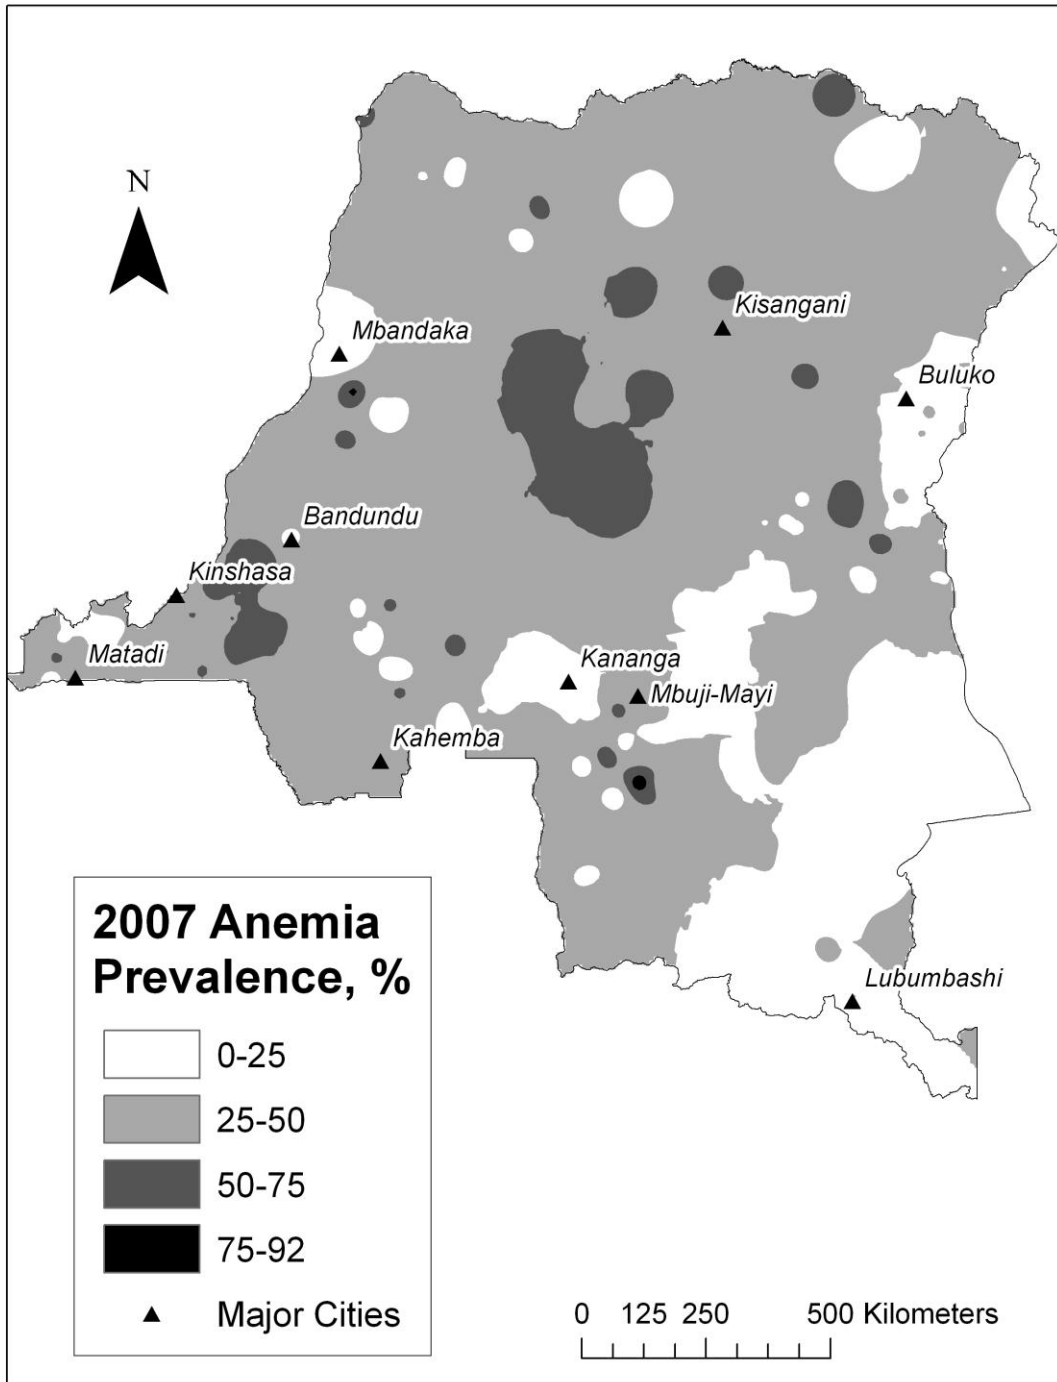 N
Kisangani
Mbandaka
Buluko
Bandundu
Kinshasa
Matadi
Kananga
Mbuji-Mayi
Kahemba
Lubumbashi
2007 Anemia
Prevalence, %
0-25
25-50
50-75
75-92
Major Cities
0 125 250 500 Kilometers